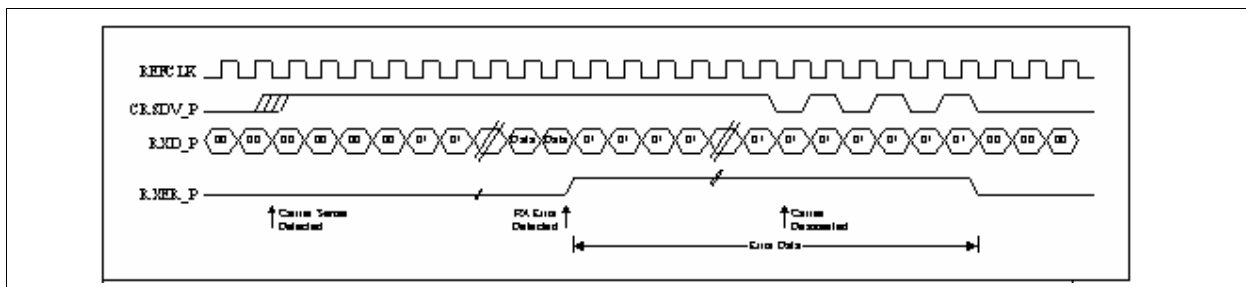 REFCLK
CRSDV_P
RXD_P 00 00 00 00 00 00 01 01 Data Data 01 01 01 01 01 01 01 01 01 01 01 00 00 00
RXER_P
Carrier Sense
Detected
RX Error
Detected
Carrier
Deasserted
Error Data